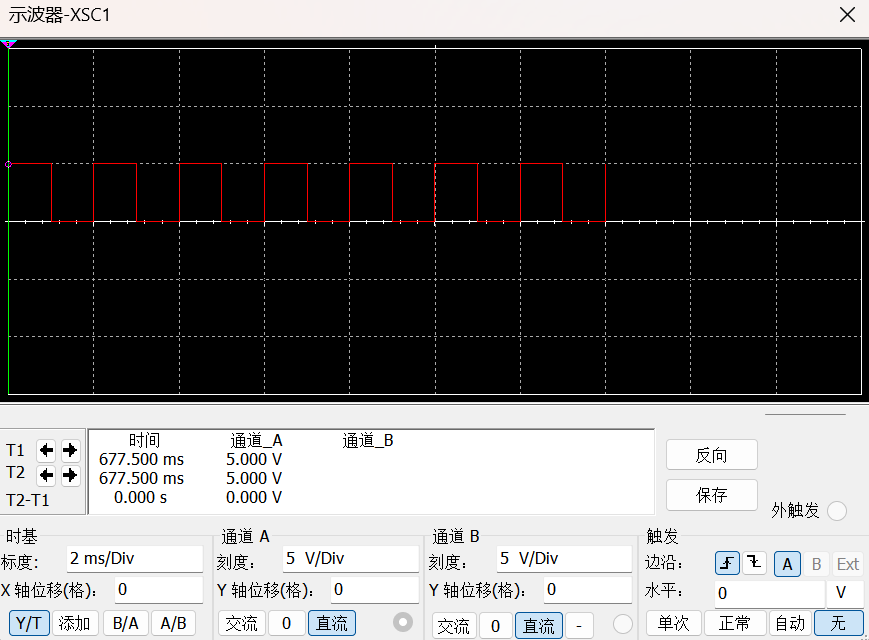 示波器-XSC1
时间 通道_A 通道_B
T1 677.500 ms 5.000 V
T2 677.500 ms 5.000 V
T2-T1 0.000 s 0.000 V
反向
保存
外触发
时基
标度: 2 ms/Div
X 轴位移(格): 0
Y/T 添加 B/A A/B
通道 A
刻度: 5 V/Div
Y 轴位移(格): 0
交流 0 直流
通道 B
刻度: 5 V/Div
Y 轴位移(格): 0
交流 0 直流 -
触发
边沿: A B Ext
水平: 0 V
单次 正常 自动 无